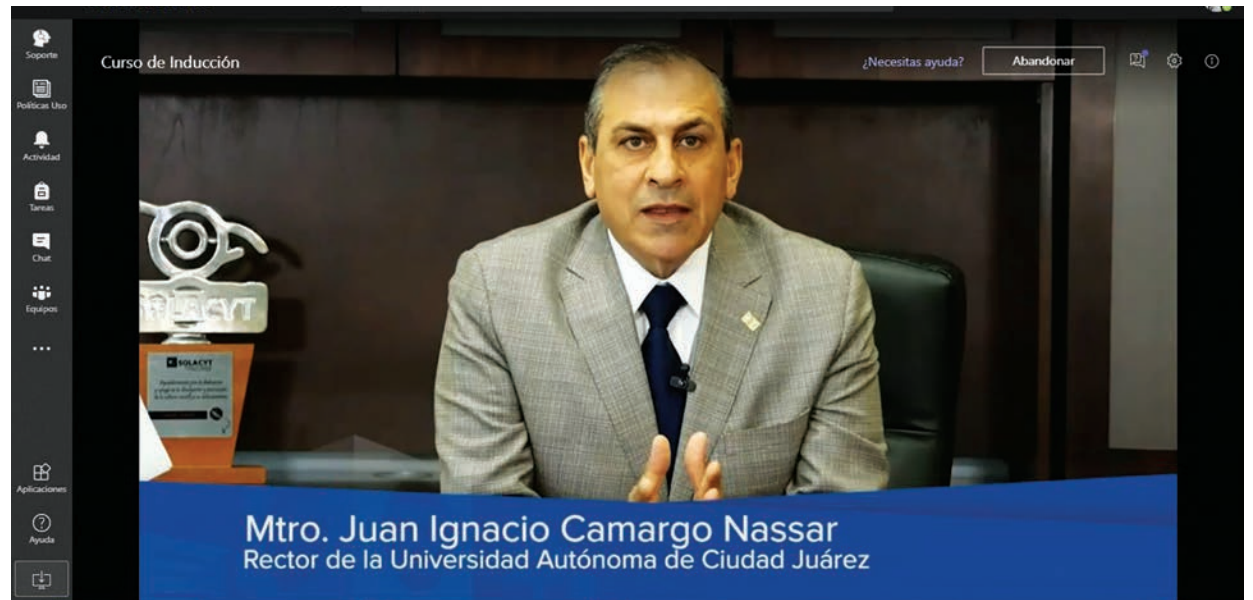 Soporte
Políticas Uso
Actividad
Tareas
Chat
Equipos
Aplicaciones
Ayuda
Curso de Inducción
¿Necesitas ayuda?
Abandonar
SOLACYT
SOLACYT
Mtro. Juan Ignacio Camargo Nassar
Rector de la Universidad Autónoma de Ciudad Juárez